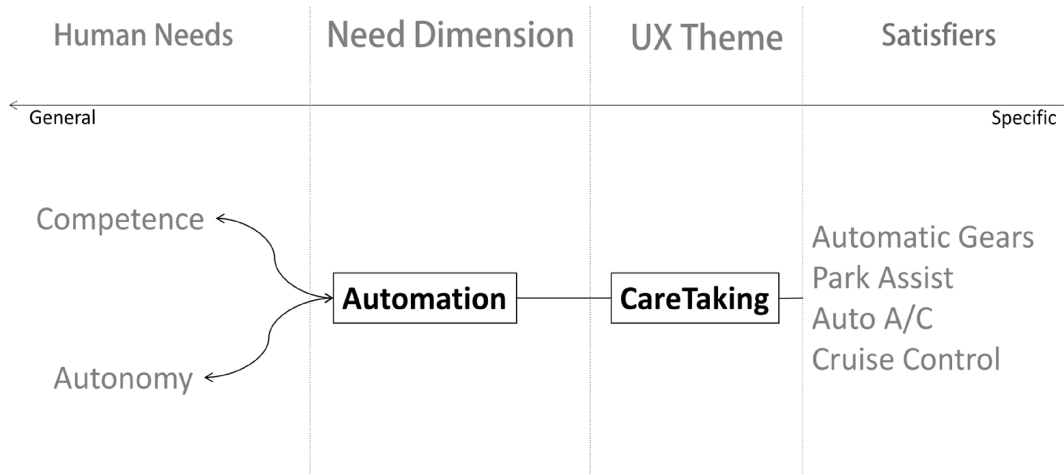 Human Needs
Need Dimension
UX Theme
Satisfiers
General
Specific
Competence
Autonomy
Automation
CareTaking
Automatic Gears
Park Assist
Auto A/C
Cruise Control